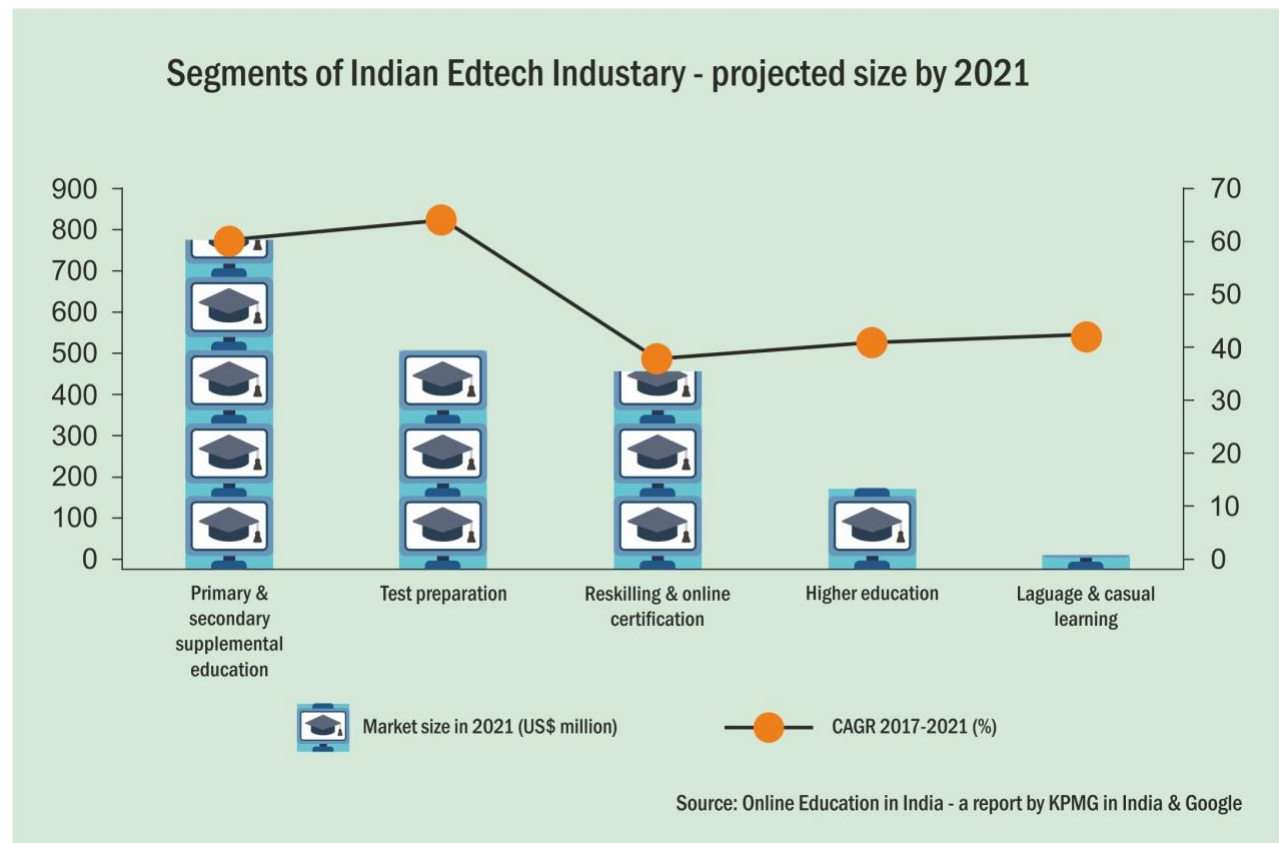 Segments of Indian Edtech Industary - projected size by 2021
900
800
700
600
500
400
300
200
100
0
70
60
50
40
30
20
10
0
Primary &
secondary
supplemental
education
Test preparation
Reskilling & online
certification
Higher education
Laguage & casual
learning
Market size in 2021 (US$ million)
CAGR 2017-2021 (%)
Source: Online Education in India - a report by KPMG in India & Google